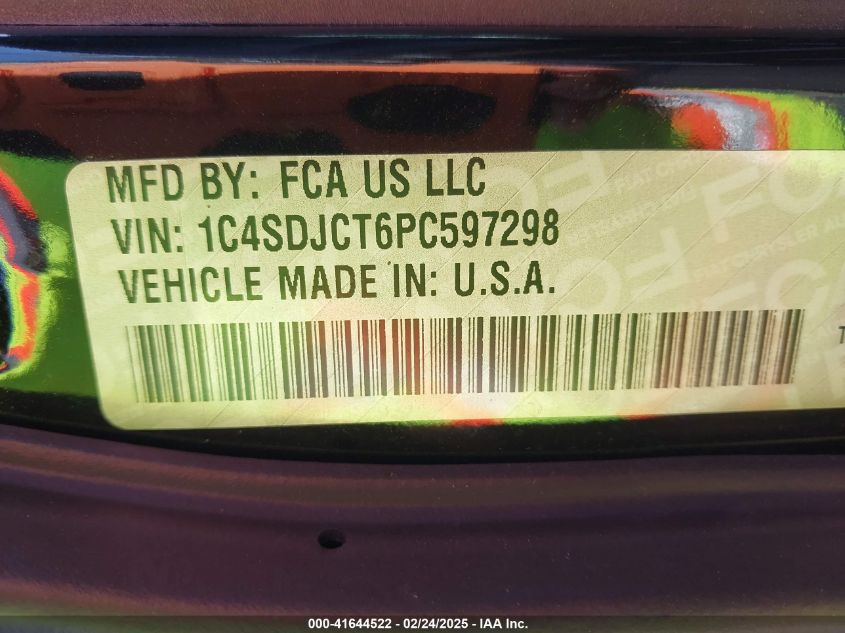 MFD BY: FCA US LLC
VIN: 1C4SDJCT6PC597298
VEHICLE MADE IN: U.S.A.
000-41644522 - 02/24/2025 - IAA Inc.